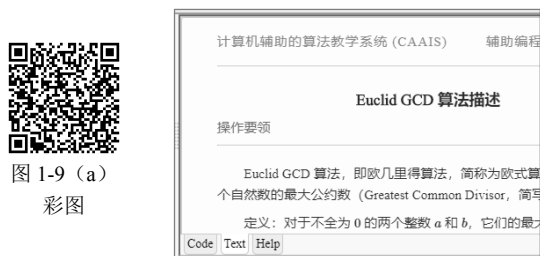 图 1-9（a）
彩图
计算机辅助的算法教学系统 (CAAIS) 辅助编程
Euclid GCD 算法描述
操作要领
Euclid GCD 算法，即欧几里得算法，简称为欧式算
个自然数的最大公约数（Greatest Common Divisor，简写
定义：对于不全为 0 的两个整数 a 和 b，它们的最大
Code Text Help